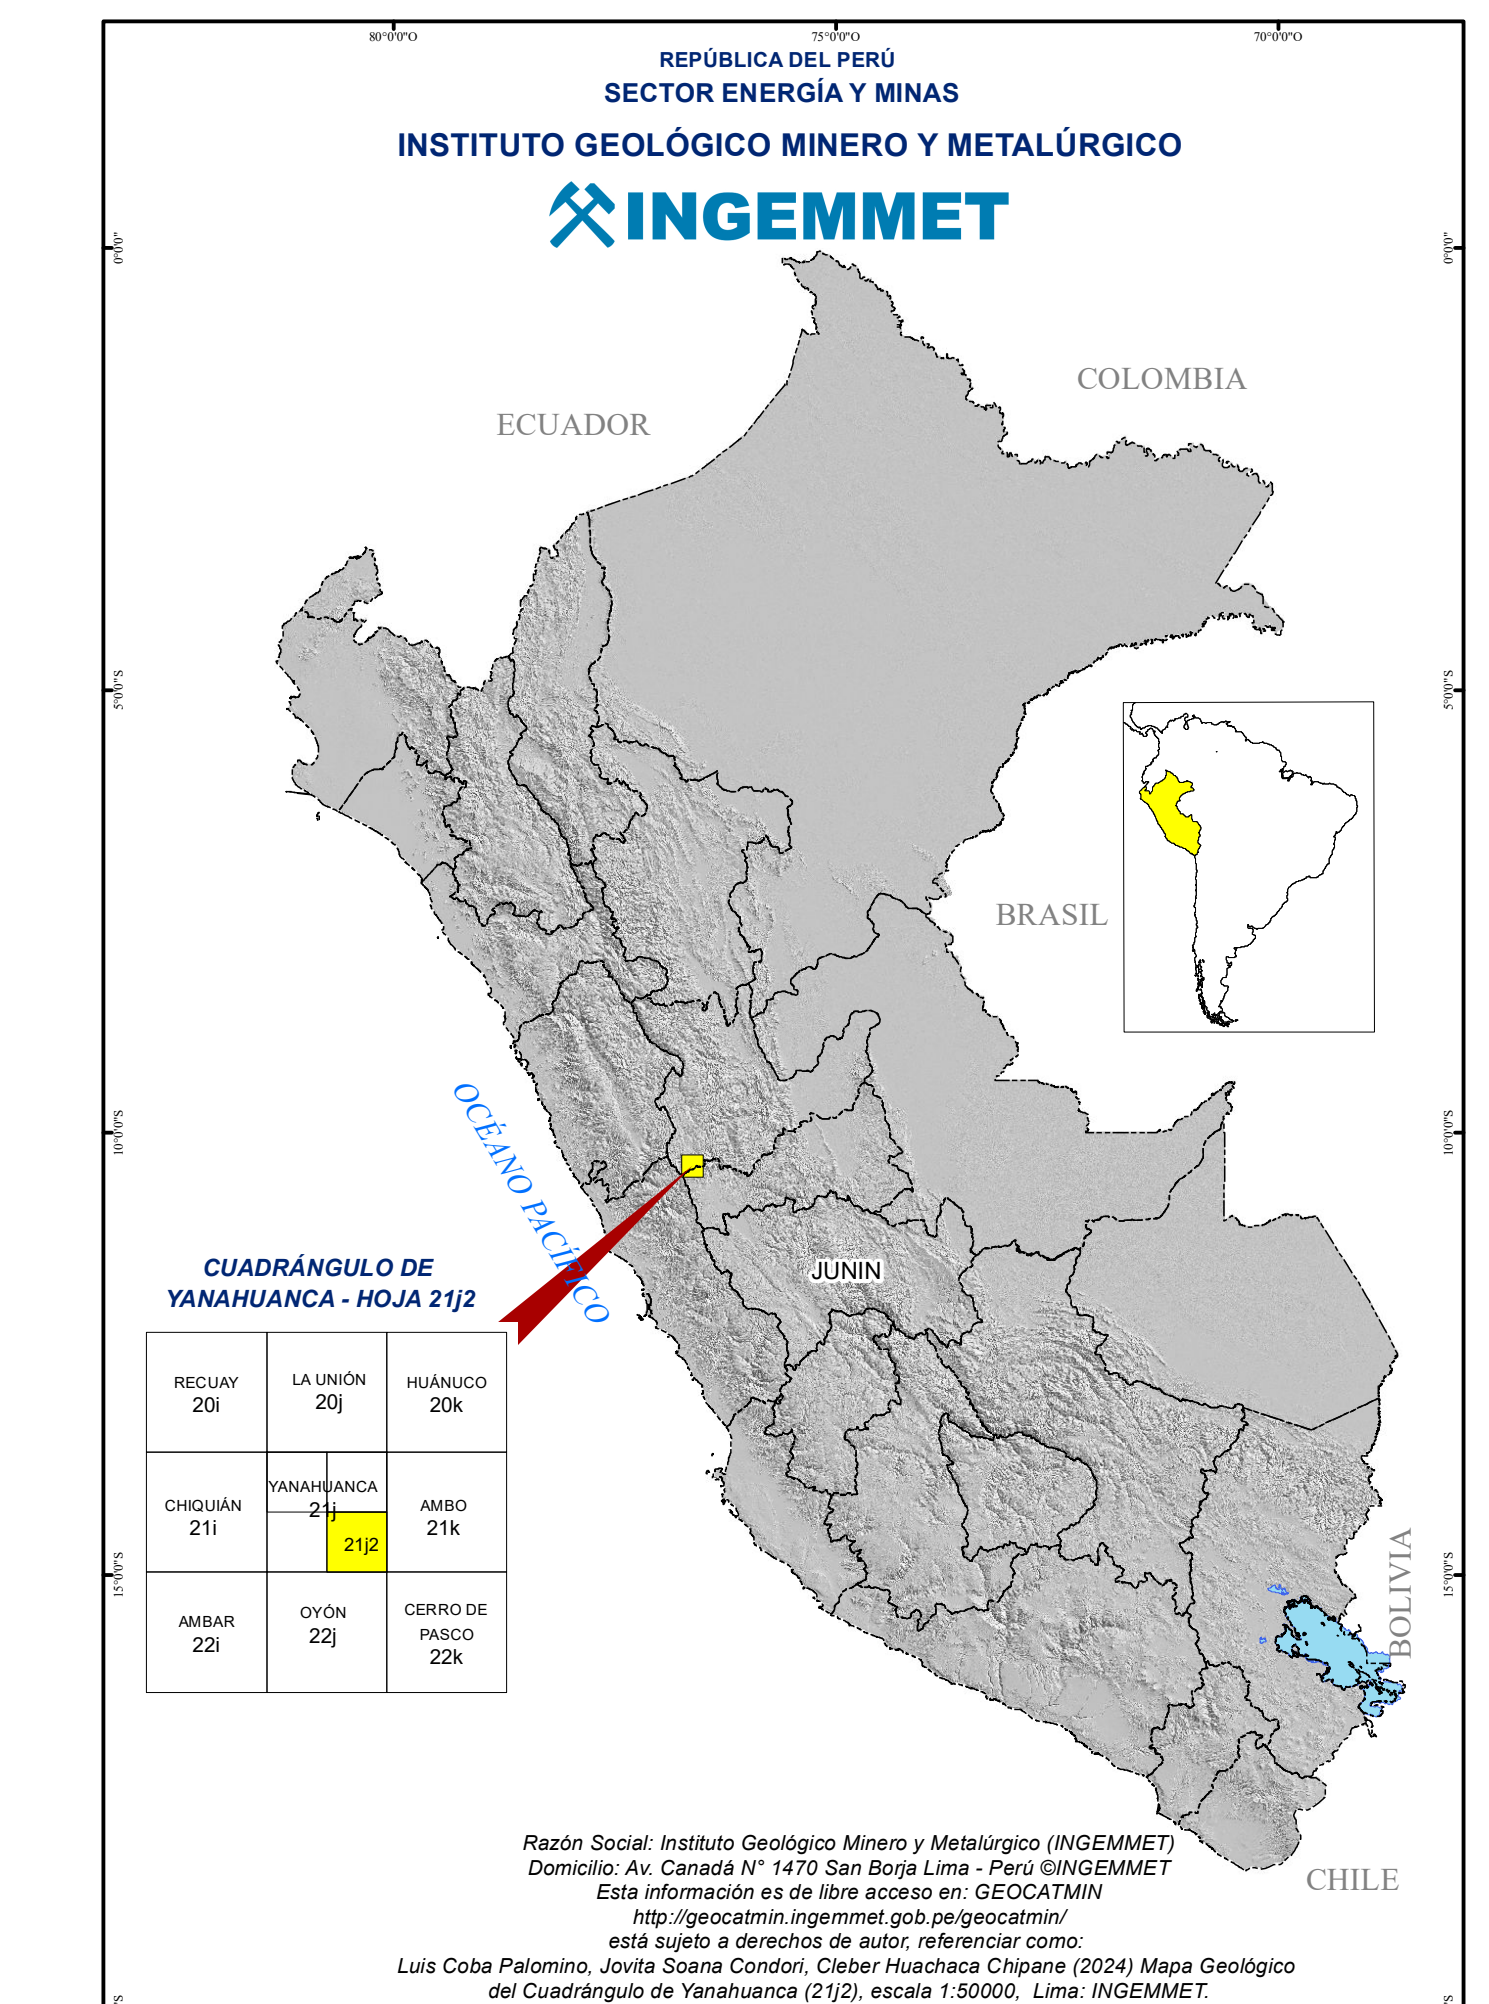 80°0'0"O
75°0'0"O
70°0'0"O
REPÚBLICA DEL PERÚ
SECTOR ENERGÍA Y MINAS
INSTITUTO GEOLÓGICO MINERO Y METALÚRGICO
INGEMMET
0°0'0"
0°0'0"
COLOMBIA
ECUADOR
5°0'0"S
5°0'0"S
BRASIL
10°0'0"S
10°0'0"S
OCÉANO PACÍFICO
JUNIN
CUADRÁNGULO DE
YANAHUANCA - HOJA 21j2
RECUAY
20i
LA UNIÓN
20j
HUÁNUCO
20k
CHIQUIÁN
21i
YANAHUANCA
21j
21j2
AMBO
21k
AMBAR
22i
OYÓN
22j
CERRO DE
PASCO
22k
15°0'0"S
15°0'0"S
BOLIVIA
CHILE
Razón Social: Instituto Geológico Minero y Metalúrgico (INGEMMET)
Domicilio: Av. Canadá N° 1470 San Borja Lima - Perú ©INGEMMET
Esta información es de libre acceso en: GEOCATMIN
http://geocatmin.ingemmet.gob.pe/geocatmin/
está sujeto a derechos de autor, referenciar como:
Luis Coba Palomino, Jovita Soana Condori, Cleber Huachaca Chipane (2024) Mapa Geológico
del Cuadrángulo de Yanahuanca (21j2), escala 1:50000, Lima: INGEMMET.